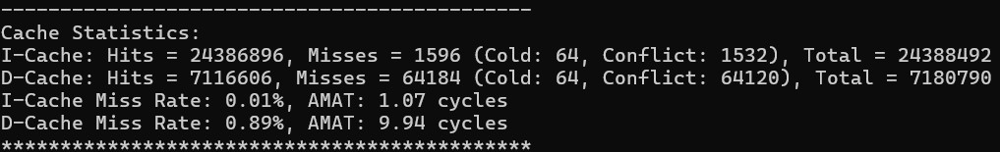 ---------------------------------------------
Cache Statistics:
I-Cache: Hits = 24386896, Misses = 1596 (Cold: 64, Conflict: 1532), Total = 24388492
D-Cache: Hits = 7116606, Misses = 64184 (Cold: 64, Conflict: 64120), Total = 7180790
I-Cache Miss Rate: 0.01%, AMAT: 1.07 cycles
D-Cache Miss Rate: 0.89%, AMAT: 9.94 cycles
*********************************************